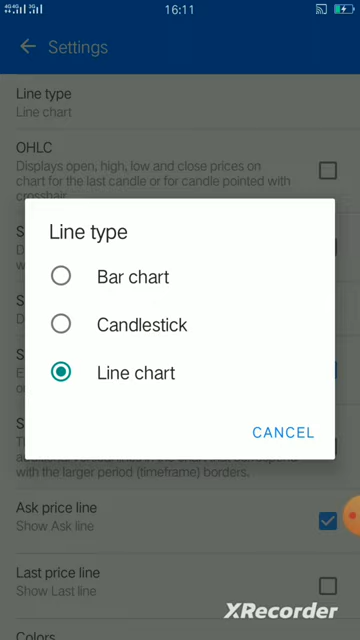 16:11
Settings
Line type
Line chart
OHLC
Displays open, high, low and close prices on
chart for the last candle or for candle pointed with
crosshair.
Line type
Bar chart
Candlestick
Line chart
CANCEL
with the larger period (timeframe) borders.
Ask price line
Show Ask line
Last price line
Show Last line
XRecorder
Colors